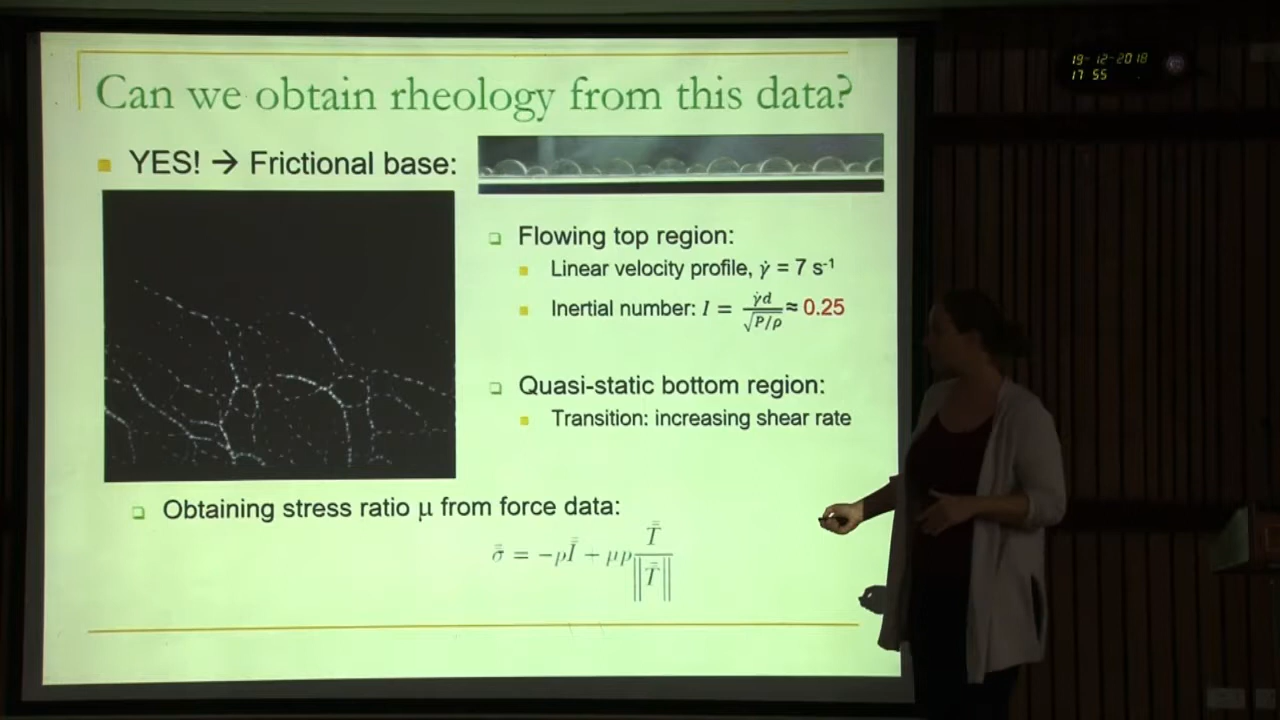 Can we obtain rheology from this data?
YES! → Frictional base:
Flowing top region:
Linear velocity profile, γ̇ = 7 s⁻¹
Inertial number: I = γ̇d / √P/ρ ≈ 0.25
Quasi-static bottom region:
Transition: increasing shear rate
Obtaining stress ratio μ from force data:
σ̿ = −pI̿ + μp T̿ / ‖T̿‖
19-12-2018
17 55